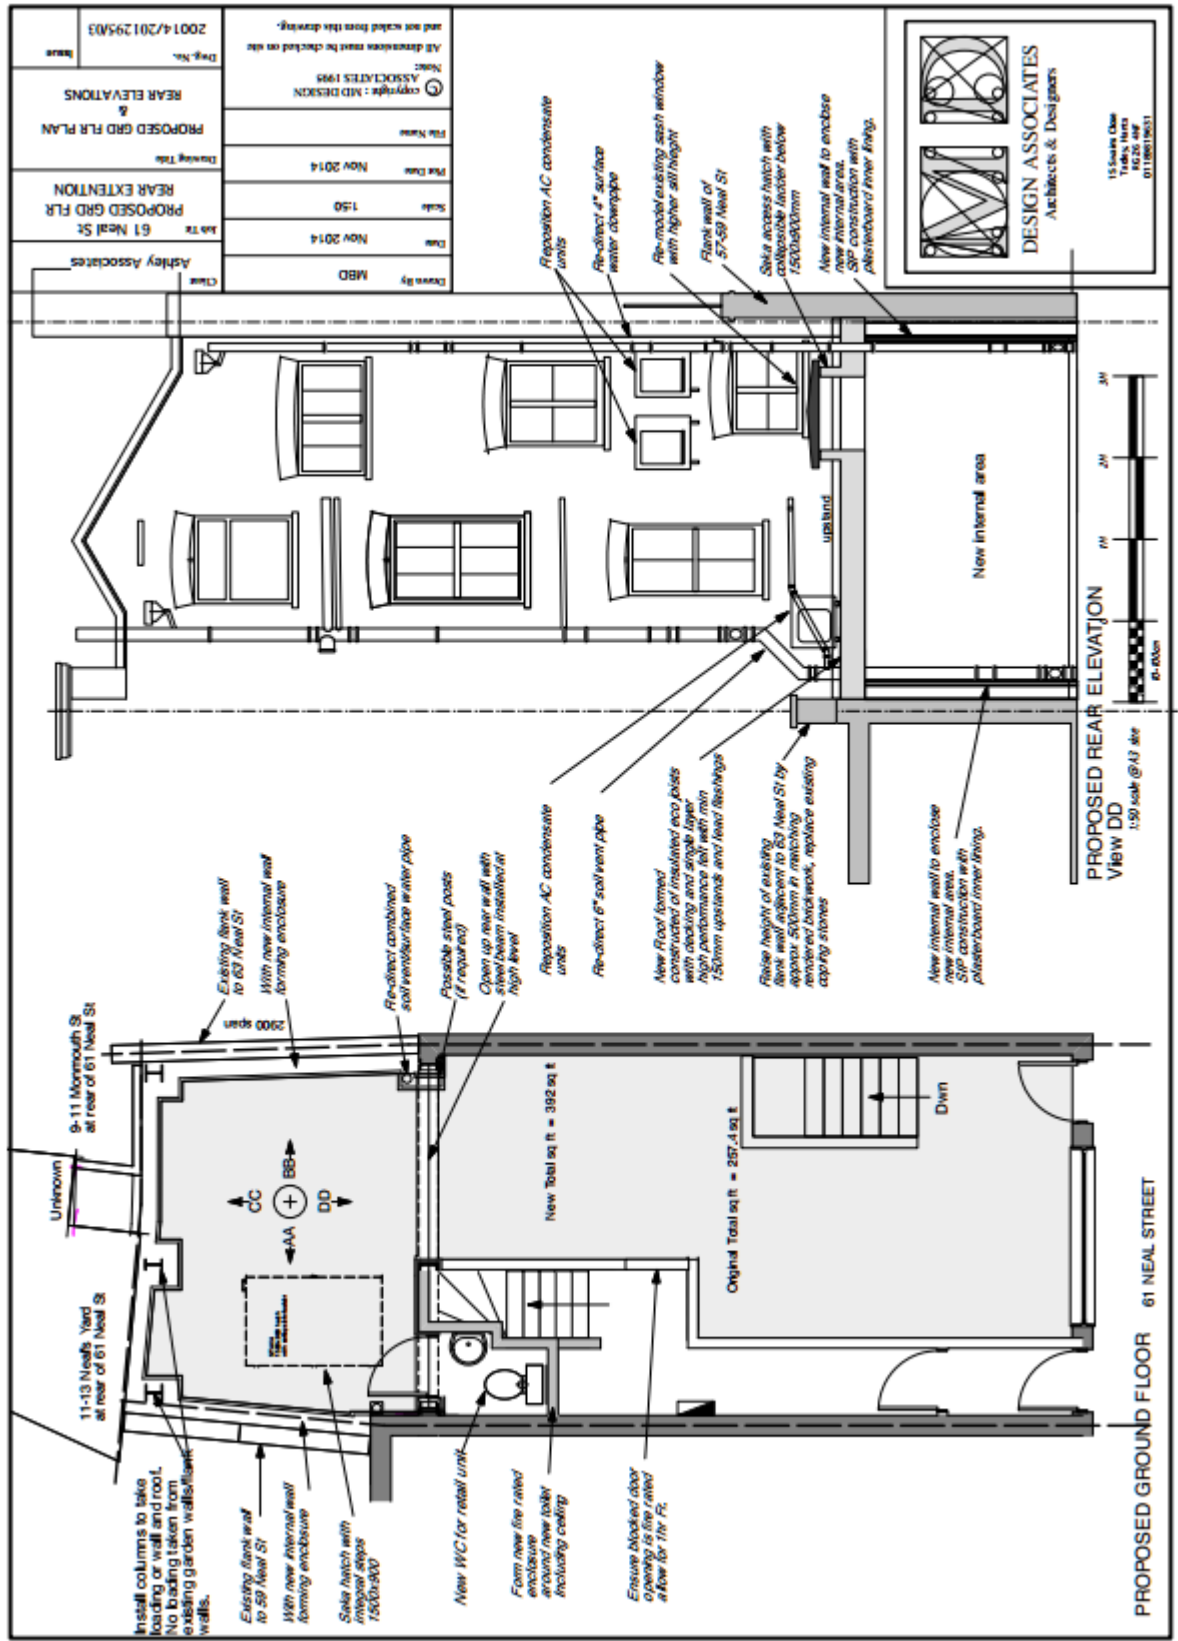 11-13 Neal's Yard
at rear of 61 Neal St
Unknown
9-11 Monmouth St
at rear of 61 Neal St
Install columns to take
loading or wall and roof.
No loading taken from
existing garden walls/flank
walls.
Existing flank wall
to 59 Neal St
With new internal wall
forming enclosure
Saka hatch with
integral steps
1500x900
New WC for retail unit
Form new fire rated
enclosure
around new toilet
Including ceiling
Ensure blocked door
opening is fire rated
allow for 1hr Fr.
AA
BB
CC
DD
2900 span
Existing flank wall
to 63 Neal St
With new internal wall
forming enclosure
Re-direct combined
soil vent/surface water pipe
Possible steel posts
(if required)
Open up rear wall with
steel beam installed at
high level
New Total sq ft = 392 sq ft
Original Total sq ft = 257.4 sq ft
Dwn
PROPOSED GROUND FLOOR 61 NEAL STREET
Reposition AC condensate
units
Re-direct 6" soil vent pipe
New Roof formed
constructed of insulated eco joists
with decking and single layer
high performance felt with min
150mm upstands and lead flashings
Raise height of existing
flank wall adjacent to 63 Neal St by
approx 500mm in matching
rendered brickwork, replace existing
coping stones
New internal wall to enclose
new internal area.
SIP construction with
plasterboard inner lining.
upstand
New internal area
PROPOSED REAR ELEVATION
View DD
1:50 scale @ A3 size
1M
2M
3M
Reposition AC condensate
units
Re-direct 4" surface
water downpipe
Re-model existing sash window
with higher sill height
Flank wall of
57-59 Neal St
Saka access hatch with
collapsible ladder below
1500x900mm
New internal wall to enclose
new internal area.
SIP construction with
plasterboard inner lining.
DESIGN ASSOCIATES
Architects & Designers
15 Swains Close
Tadley, Hants
RG26 4NF
01189819651
Client
Ashley Associates
Job Tit
61 Neal St
PROPOSED GRD FLR
REAR EXTENTION
Drawing Title
PROPOSED GRD FLR PLAN
&
REAR ELEVATIONS
Dwg. No.
Issue
20014/201295/03
Drawn By
MBD
Date
Nov 2014
Scale
1:50
Plot Date
Nov 2014
File Name
© copyright : MD DESIGN
ASSOCIATES 1995
Note:
All dimensions must be checked on site
and not scaled from this drawing.